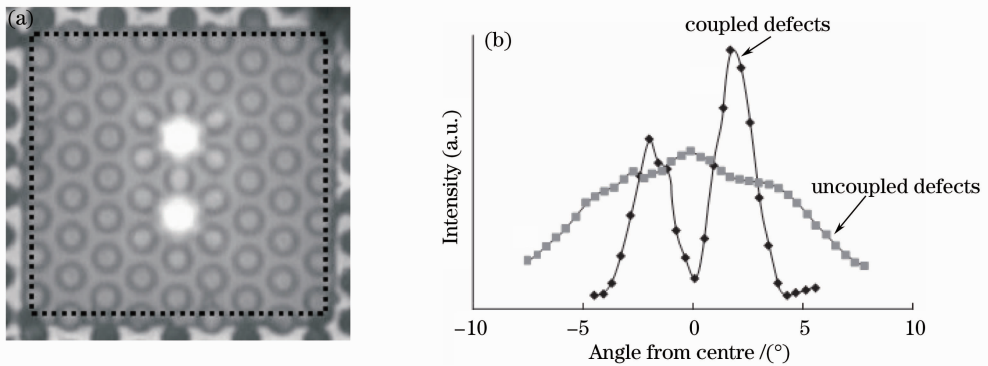 (a)
(b)
coupled defects
uncoupled defects
Intensity (a.u.)
−10
−5
0
5
10
Angle from centre /(°)